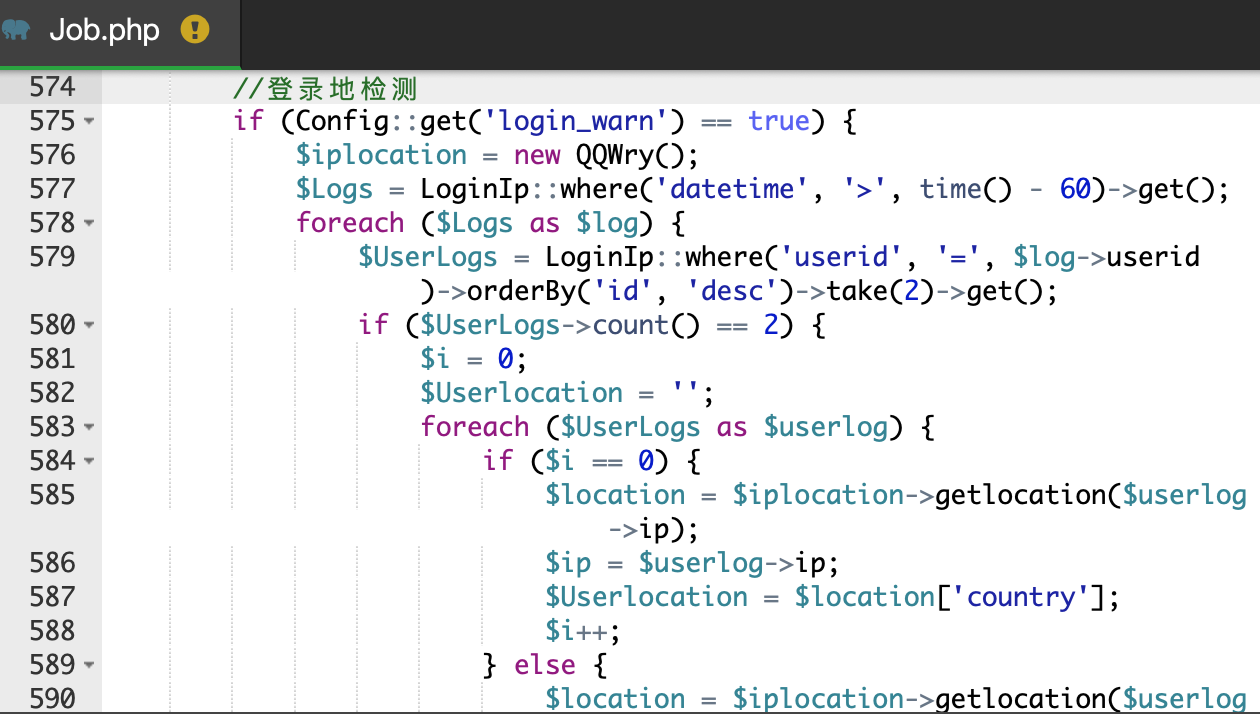 Job.php
574 //登录地检测
575 if (Config::get('login_warn') == true) {
576 $iplocation = new QQWry();
577 $Logs = LoginIp::where('datetime', '>', time() - 60)->get();
578 foreach ($Logs as $log) {
579 $UserLogs = LoginIp::where('userid', '=', $log->userid
)->orderBy('id', 'desc')->take(2)->get();
580 if ($UserLogs->count() == 2) {
581 $i = 0;
582 $Userlocation = '';
583 foreach ($UserLogs as $userlog) {
584 if ($i == 0) {
585 $location = $iplocation->getlocation($userlog
->ip);
586 $ip = $userlog->ip;
587 $Userlocation = $location['country'];
588 $i++;
589 } else {
590 $location = $iplocation->getlocation($userlog